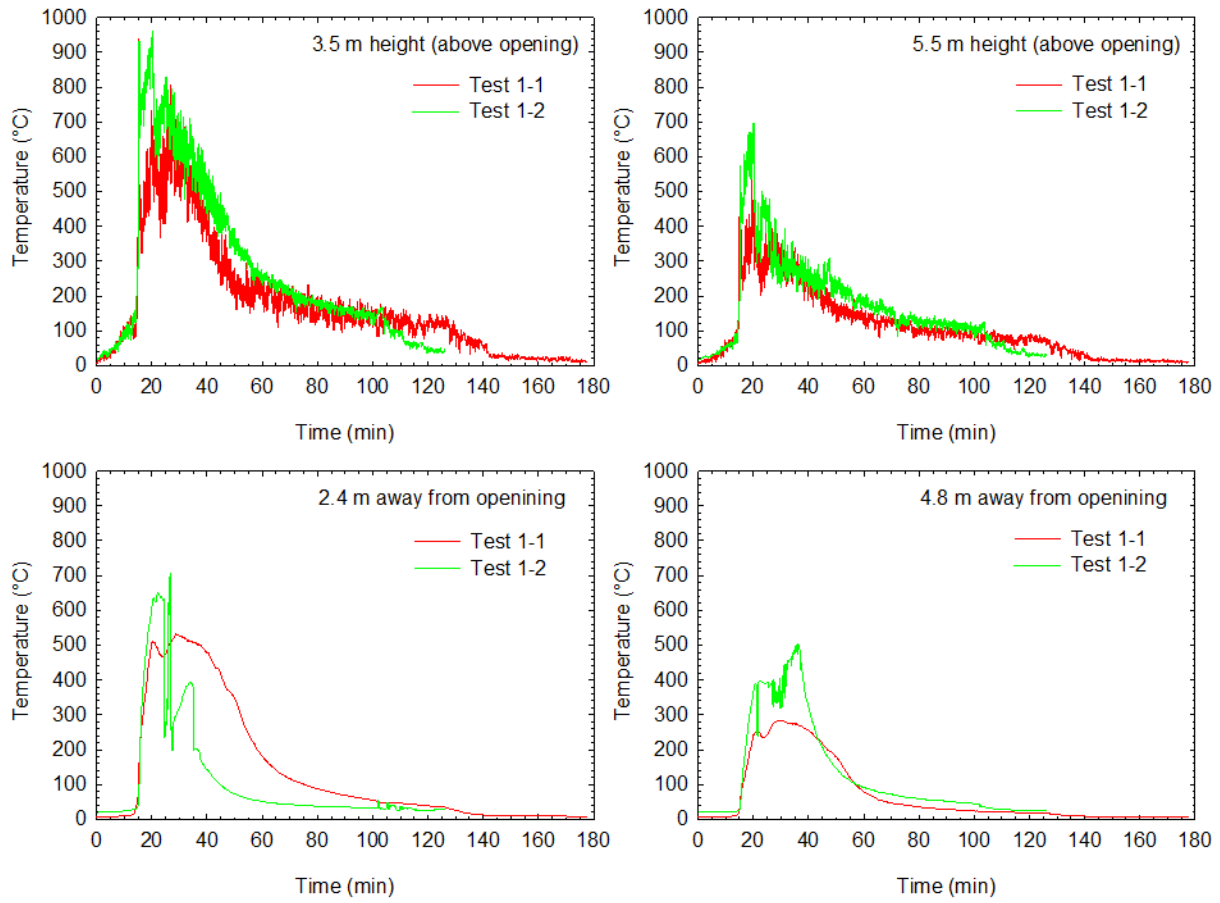 1000
900
800
700
600
500
400
300
200
100
0
Temperature (°C)
3.5 m height (above opening)
Test 1-1
Test 1-2
0 20 40 60 80 100 120 140 160 180
Time (min)
1000
900
800
700
600
500
400
300
200
100
0
Temperature (°C)
5.5 m height (above opening)
Test 1-1
Test 1-2
0 20 40 60 80 100 120 140 160 180
Time (min)
1000
900
800
700
600
500
400
300
200
100
0
Temperature (°C)
2.4 m away from openining
Test 1-1
Test 1-2
0 20 40 60 80 100 120 140 160 180
Time (min)
1000
900
800
700
600
500
400
300
200
100
0
Temperature (°C)
4.8 m away from openining
Test 1-1
Test 1-2
0 20 40 60 80 100 120 140 160 180
Time (min)